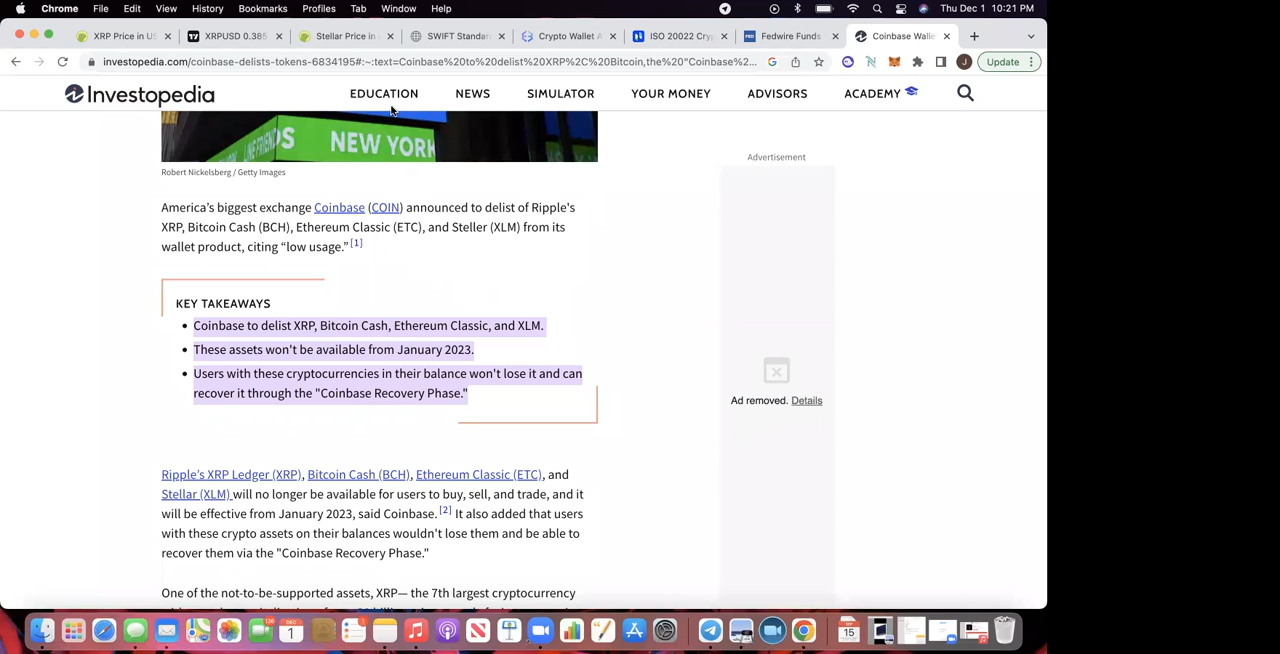 Chrome File Edit View History Bookmarks Profiles Tab Window Help Thu Dec 1 10:21 PM
XRP Price in US XRPUSD 0.385 Stellar Price in SWIFT Standar Crypto Wallet A ISO 20022 Cryp Fedwire Funds Coinbase Walle
investopedia.com/coinbase-delists-tokens-6834195#:~:text=Coinbase%20to%20delist%20XRP%2C%20Bitcoin,the%20"Coinbase%2... J Update
Investopedia EDUCATION NEWS SIMULATOR YOUR MONEY ADVISORS ACADEMY
LINE FRIENDS NEW YORK
Advertisement
Robert Nickelsberg / Getty Images
America's biggest exchange Coinbase (COIN) announced to delist of Ripple's
XRP, Bitcoin Cash (BCH), Ethereum Classic (ETC), and Steller (XLM) from its
wallet product, citing “low usage.” [1]
KEY TAKEAWAYS
Coinbase to delist XRP, Bitcoin Cash, Ethereum Classic, and XLM.
These assets won't be available from January 2023.
Users with these cryptocurrencies in their balance won't lose it and can
recover it through the "Coinbase Recovery Phase."
Ad removed. Details
Ripple's XRP Ledger (XRP), Bitcoin Cash (BCH), Ethereum Classic (ETC), and
Stellar (XLM) will no longer be available for users to buy, sell, and trade, and it
will be effective from January 2023, said Coinbase. [2] It also added that users
with these crypto assets on their balances wouldn't lose them and be able to
recover them via the "Coinbase Recovery Phase."
One of the not-to-be-supported assets, XRP— the 7th largest cryptocurrency
DEC
1
SEP
15